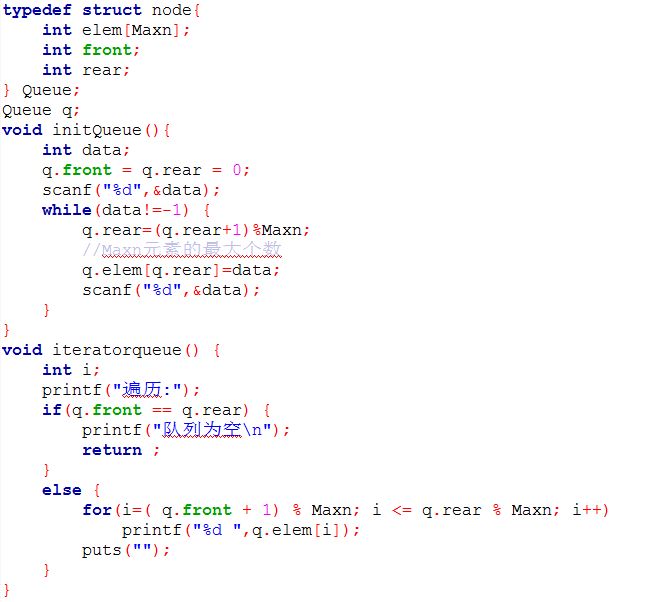 typedef struct node{
    int elem[Maxn];
    int front;
    int rear;
} Queue;
Queue q;
void initQueue(){
    int data;
    q.front = q.rear = 0;
    scanf("%d",&data);
    while(data!=-1) {
        q.rear=(q.rear+1)%Maxn;
        //Maxn元素的最大个数
        q.elem[q.rear]=data;
        scanf("%d",&data);
    }
}
void iteratorqueue() {
    int i;
    printf("遍历:");
    if(q.front == q.rear) {
        printf("队列为空\n");
        return ;
    }
    else {
        for(i=( q.front + 1) % Maxn; i <= q.rear % Maxn; i++)
            printf("%d ",q.elem[i]);
        puts("");
    }
}